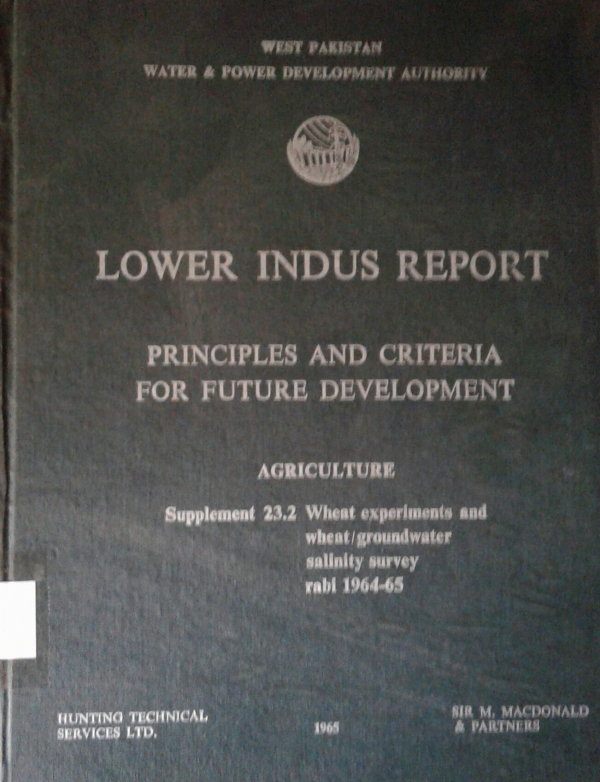 WEST PAKISTAN
WATER & POWER DEVELOPMENT AUTHORITY
LOWER INDUS REPORT
PRINCIPLES AND CRITERIA
FOR FUTURE DEVELOPMENT
AGRICULTURE
Supplement 23.2 Wheat experiments and
wheat/groundwater
salinity survey
rabi 1964-65
HUNTING TECHNICAL
SERVICES LTD.
1965
SIR M. MACDONALD
& PARTNERS